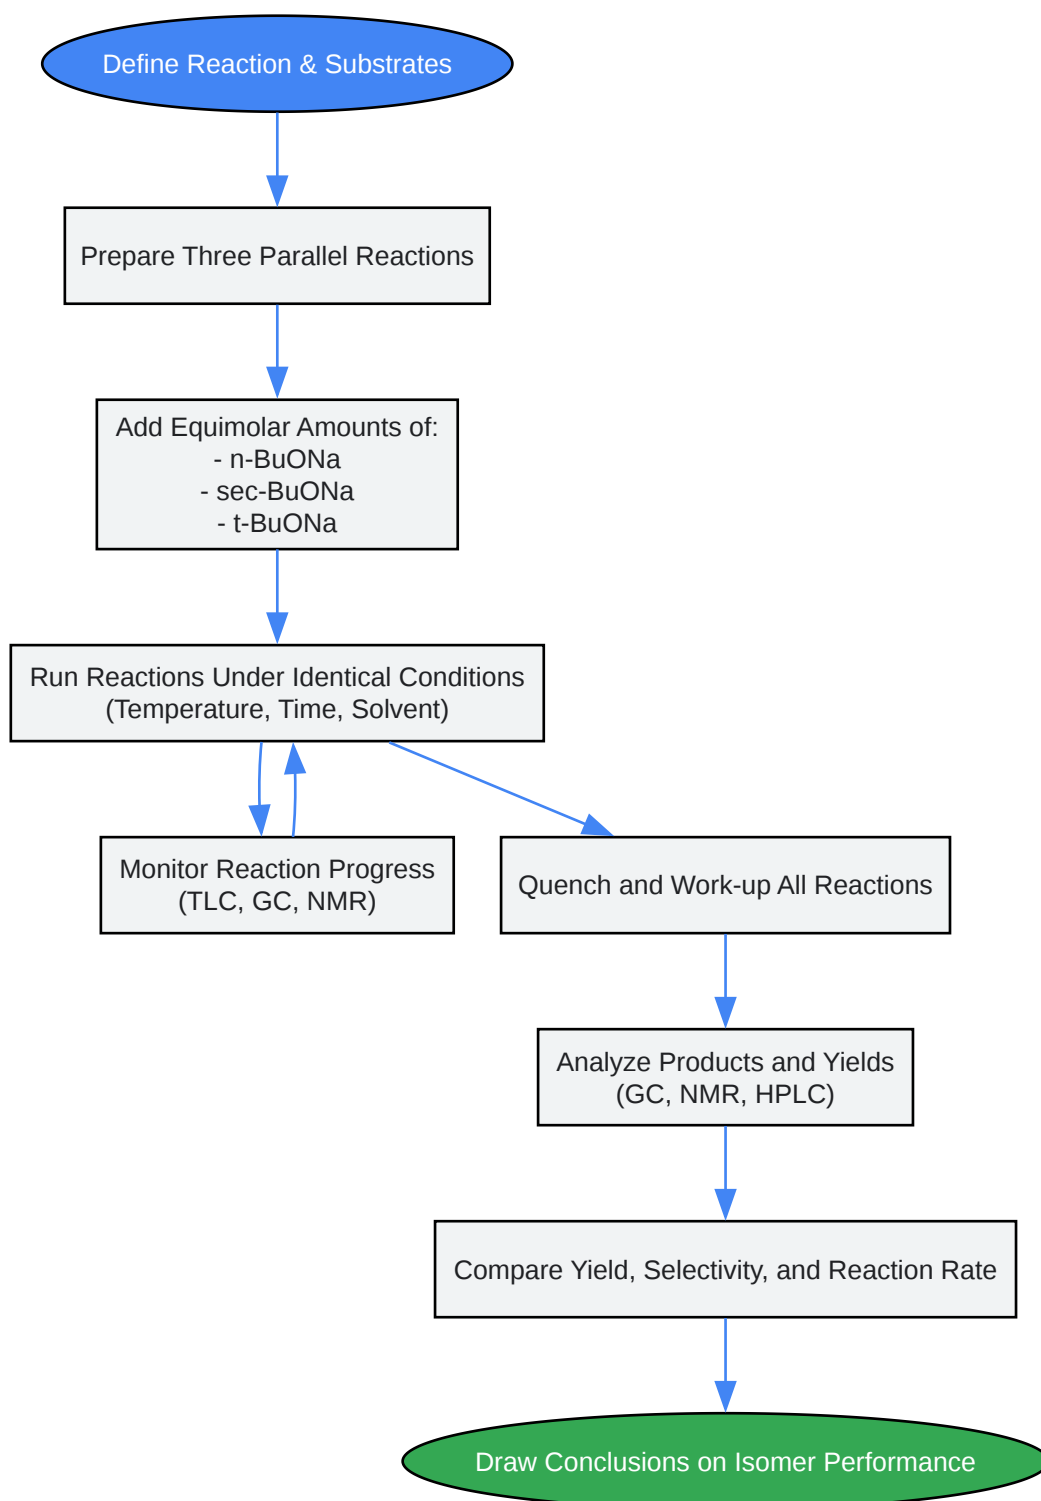 Define Reaction & Substrates
Prepare Three Parallel Reactions
Add Equimolar Amounts of:
- n-BuONa
- sec-BuONa
- t-BuONa
Run Reactions Under Identical Conditions
(Temperature, Time, Solvent)
Monitor Reaction Progress
(TLC, GC, NMR)
Quench and Work-up All Reactions
Analyze Products and Yields
(GC, NMR, HPLC)
Compare Yield, Selectivity, and Reaction Rate
Draw Conclusions on Isomer Performance